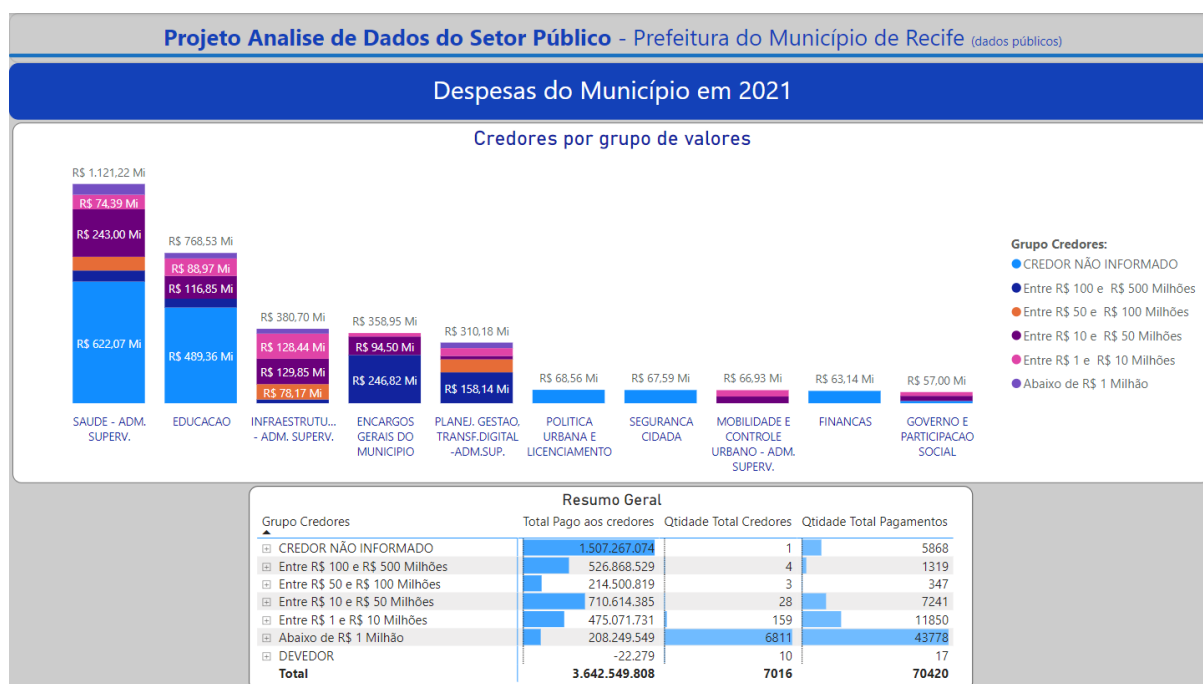 Projeto Analise de Dados do Setor Público - Prefeitura do Município de Recife (dados públicos)
Despesas do Município em 2021
Credores por grupo de valores
R$ 1.121,22 Mi
R$ 74,39 Mi
R$ 243,00 Mi
R$ 622,07 Mi
SAUDE - ADM.
SUPERV.
R$ 768,53 Mi
R$ 88,97 Mi
R$ 116,85 Mi
R$ 489,36 Mi
EDUCACAO
R$ 380,70 Mi
R$ 128,44 Mi
R$ 129,85 Mi
R$ 78,17 Mi
INFRAESTRUTU...
- ADM. SUPERV.
R$ 358,95 Mi
R$ 94,50 Mi
R$ 246,82 Mi
ENCARGOS
GERAIS DO
MUNICIPIO
R$ 310,18 Mi
R$ 158,14 Mi
PLANEJ. GESTAO,
TRANSF.DIGITAL
-ADM.SUP.
R$ 68,56 Mi
POLITICA
URBANA E
LICENCIAMENTO
R$ 67,59 Mi
SEGURANCA
CIDADA
R$ 66,93 Mi
MOBILIDADE E
CONTROLE
URBANO - ADM.
SUPERV.
R$ 63,14 Mi
FINANCAS
R$ 57,00 Mi
GOVERNO E
PARTICIPACAO
SOCIAL
Grupo Credores:
CREDOR NÃO INFORMADO
Entre R$ 100 e R$ 500 Milhões
Entre R$ 50 e R$ 100 Milhões
Entre R$ 10 e R$ 50 Milhões
Entre R$ 1 e R$ 10 Milhões
Abaixo de R$ 1 Milhão
Resumo Geral
Grupo Credores Total Pago aos credores Qtidade Total Credores Qtidade Total Pagamentos
CREDOR NÃO INFORMADO 1.507.267.074 1 5868
Entre R$ 100 e R$ 500 Milhões 526.868.529 4 1319
Entre R$ 50 e R$ 100 Milhões 214.500.819 3 347
Entre R$ 10 e R$ 50 Milhões 710.614.385 28 7241
Entre R$ 1 e R$ 10 Milhões 475.071.731 159 11850
Abaixo de R$ 1 Milhão 208.249.549 6811 43778
DEVEDOR -22.279 10 17
Total 3.642.549.808 7016 70420